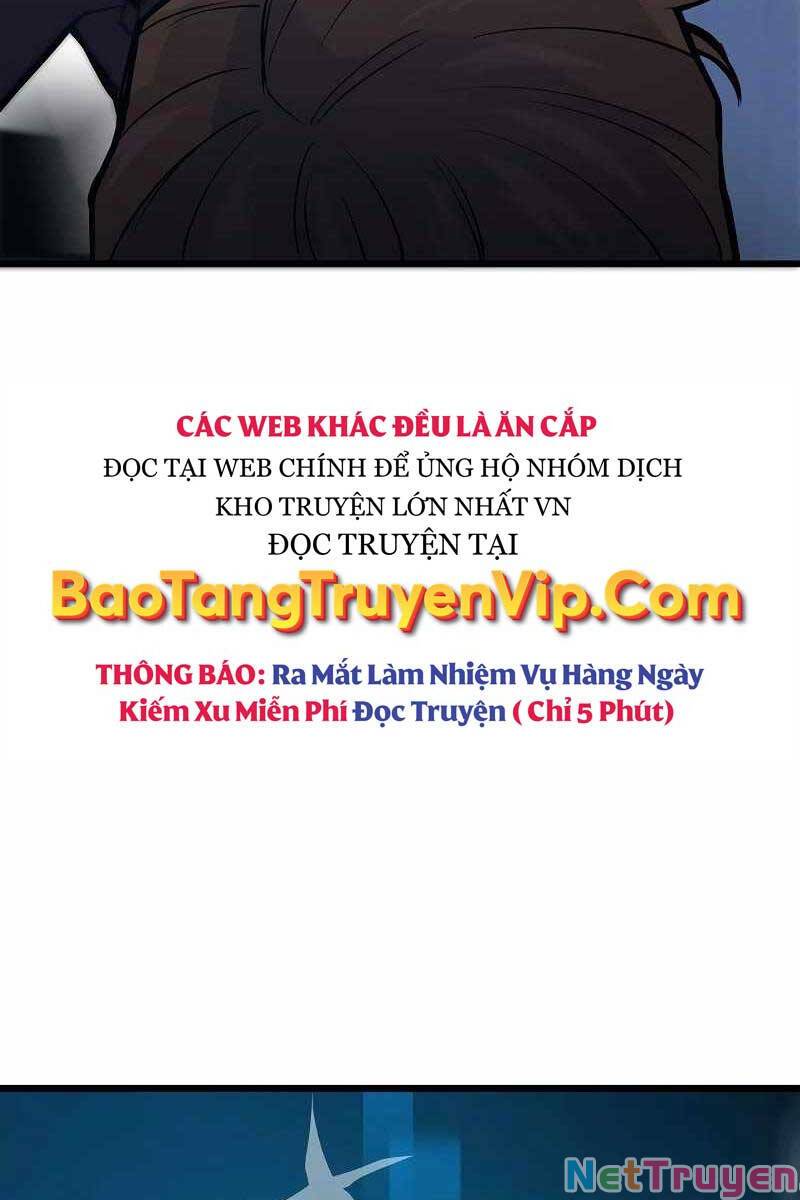 CÁC WEB KHÁC ĐỀU LÀ ĂN CẮP
ĐỌC TẠI WEB CHÍNH ĐỂ ỦNG HỘ NHÓM DỊCH
KHO TRUYỆN LỚN NHẤT VN
ĐỌC TRUYỆN TẠI
BaoTangTruyenVip.Com
THÔNG BÁO: Ra Mắt Làm Nhiệm Vụ Hàng Ngày
Kiếm Xu Miễn Phí Đọc Truyện ( Chỉ 5 Phút)
NetTruyen